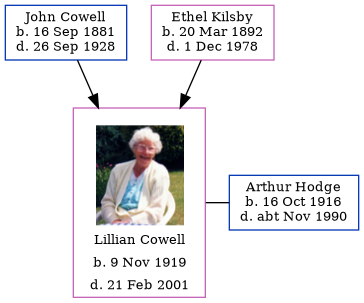 John Cowell
b. 16 Sep 1881
d. 26 Sep 1928
Ethel Kilsby
b. 20 Mar 1892
d. 1 Dec 1978
Lillian Cowell
b. 9 Nov 1919
d. 21 Feb 2001
Arthur Hodge
b. 16 Oct 1916
d. abt Nov 1990